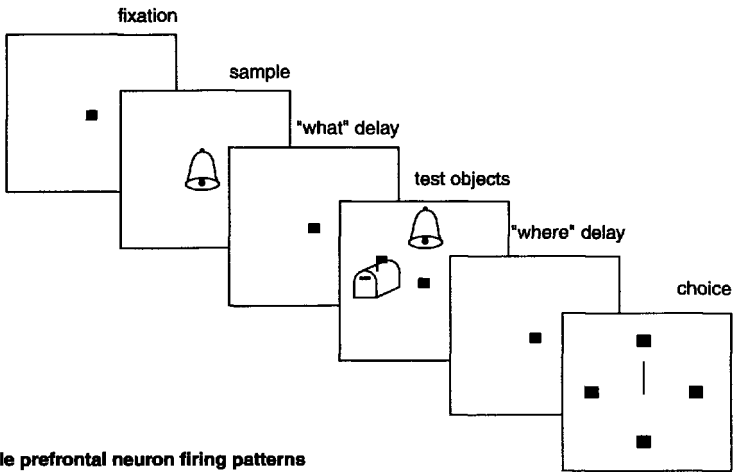 fixation
sample
"what" delay
test objects
"where" delay
choice
le prefrontal neuron firing patterns